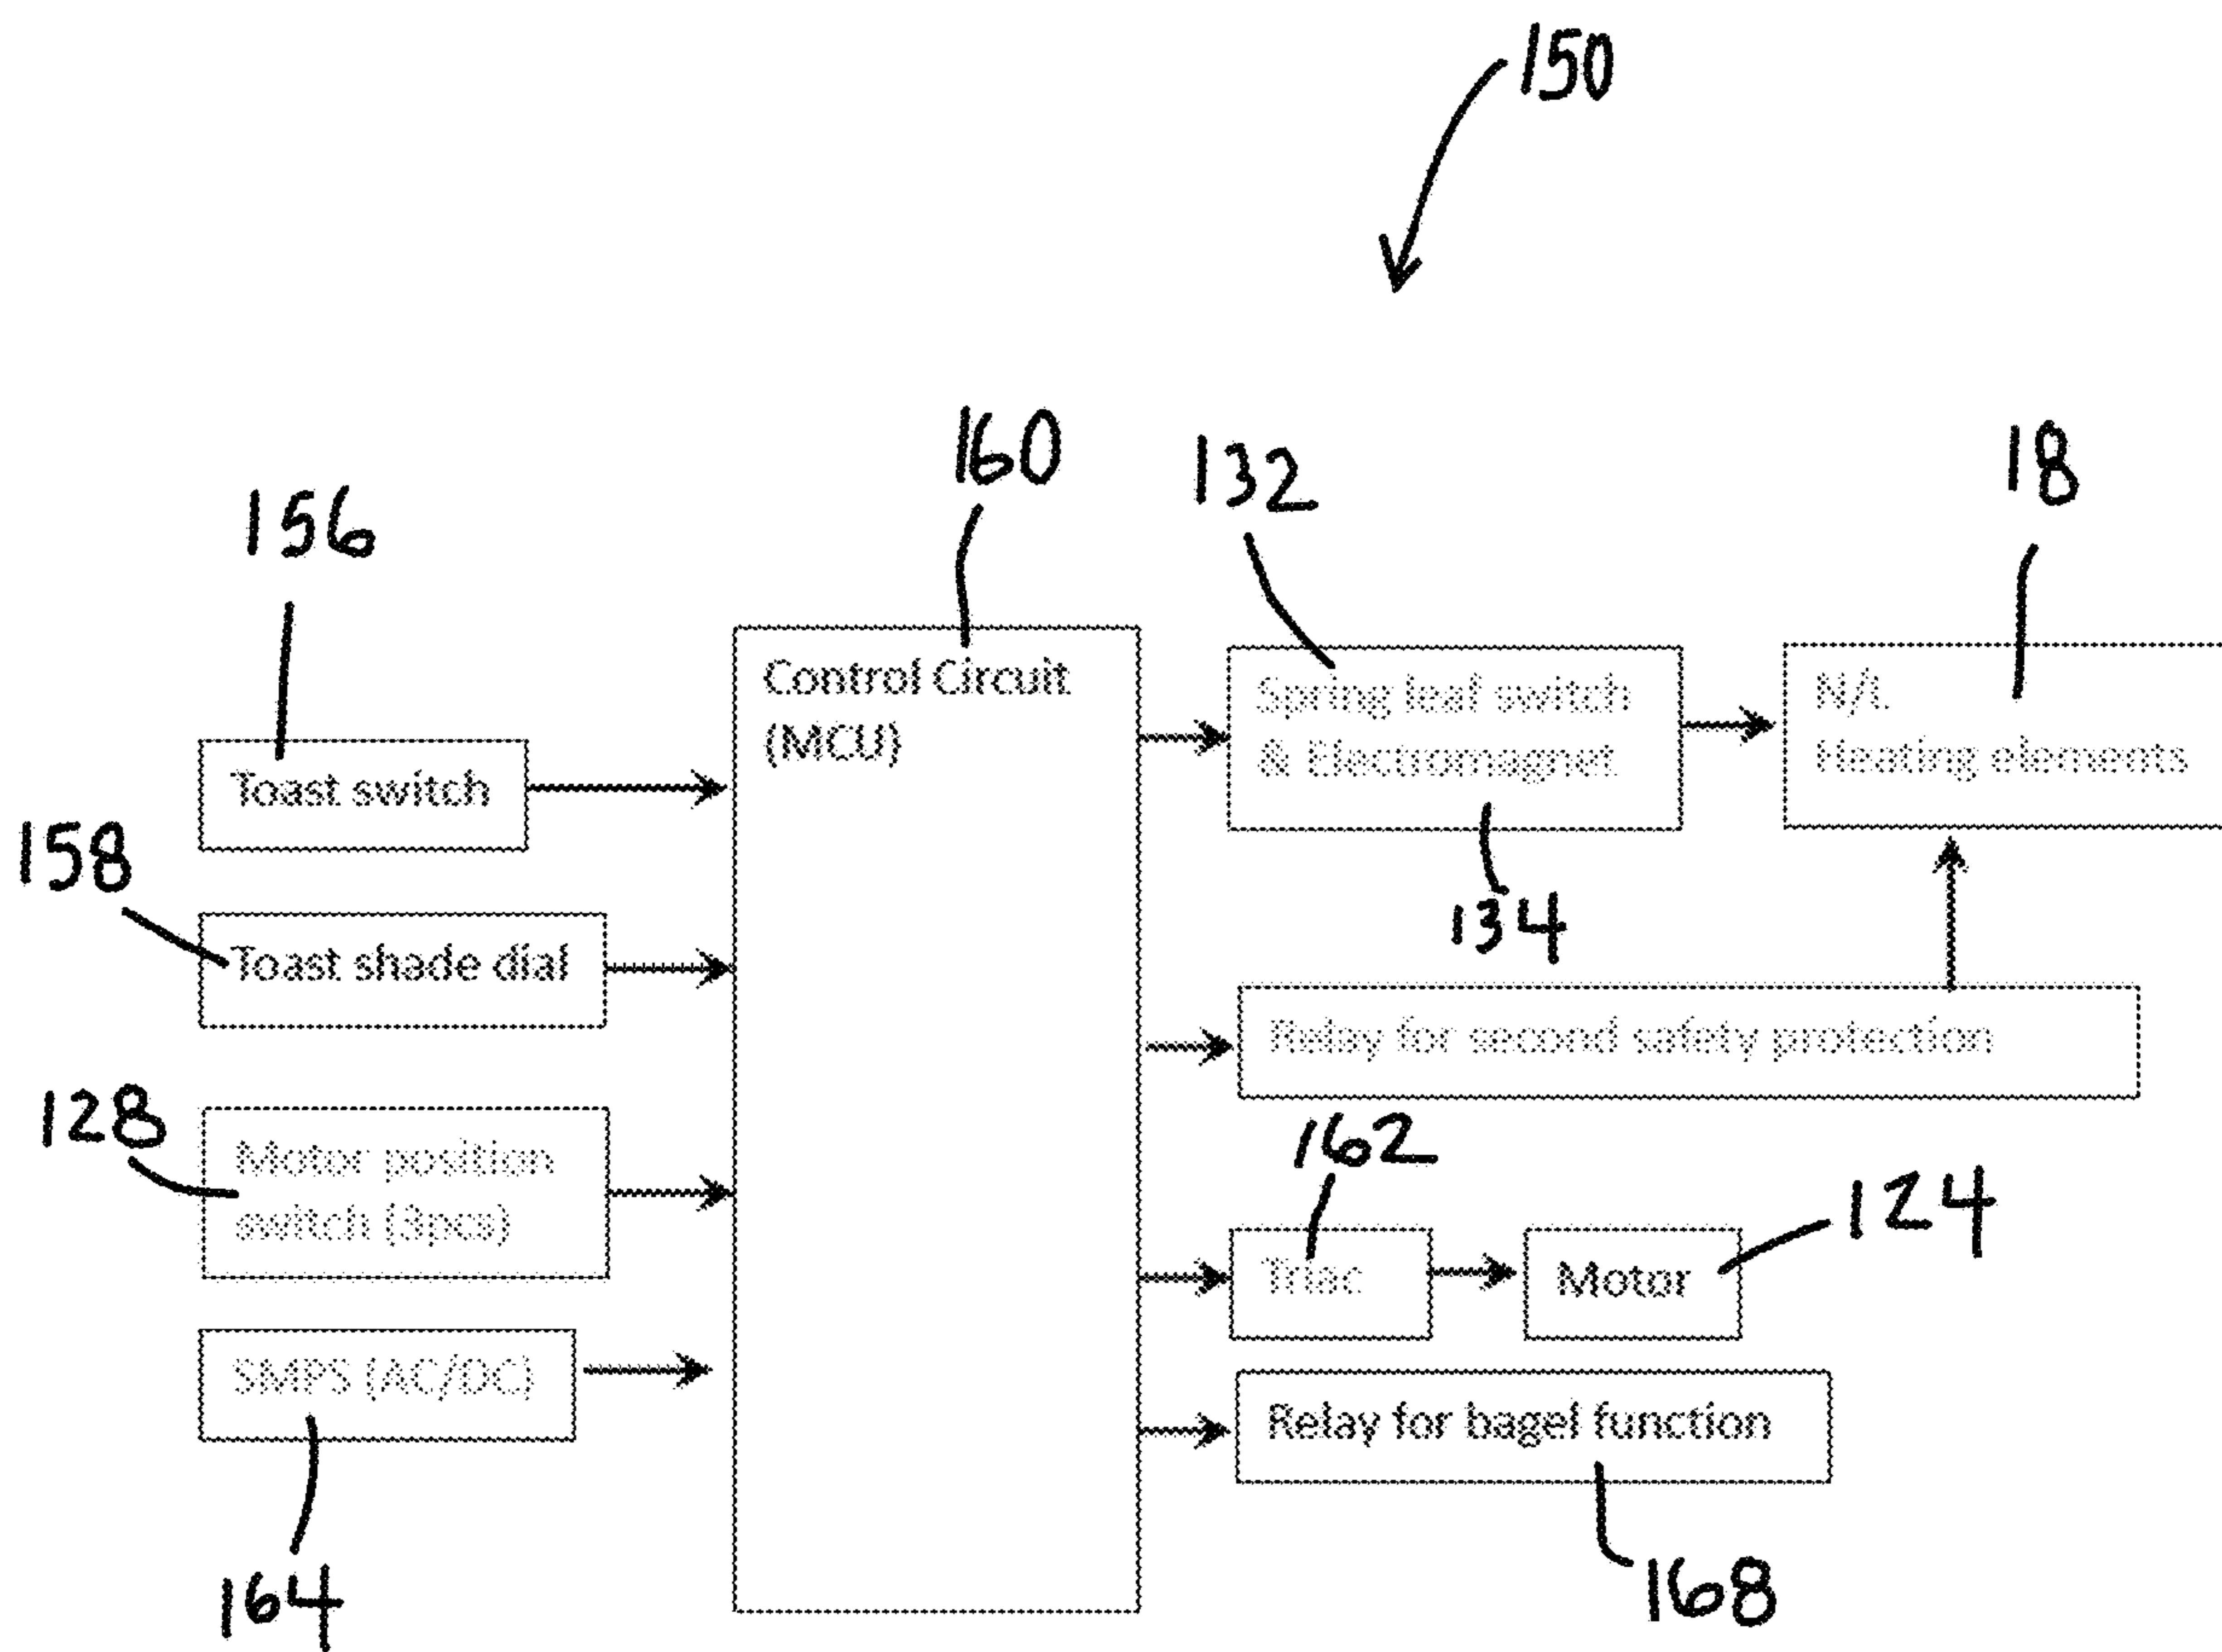 150
160
132
18
156
Control Circuit
(MCU)
Spring leaf switch
& Electromagnet
N/L
Heating elements
Toast switch
158
134
Toast shade dial
Relay for second safety protection
128
162
Motor position
switch (3pcs)
124
Triac
Motor
SMPS (AC/DC)
Relay for bagel function
164
168